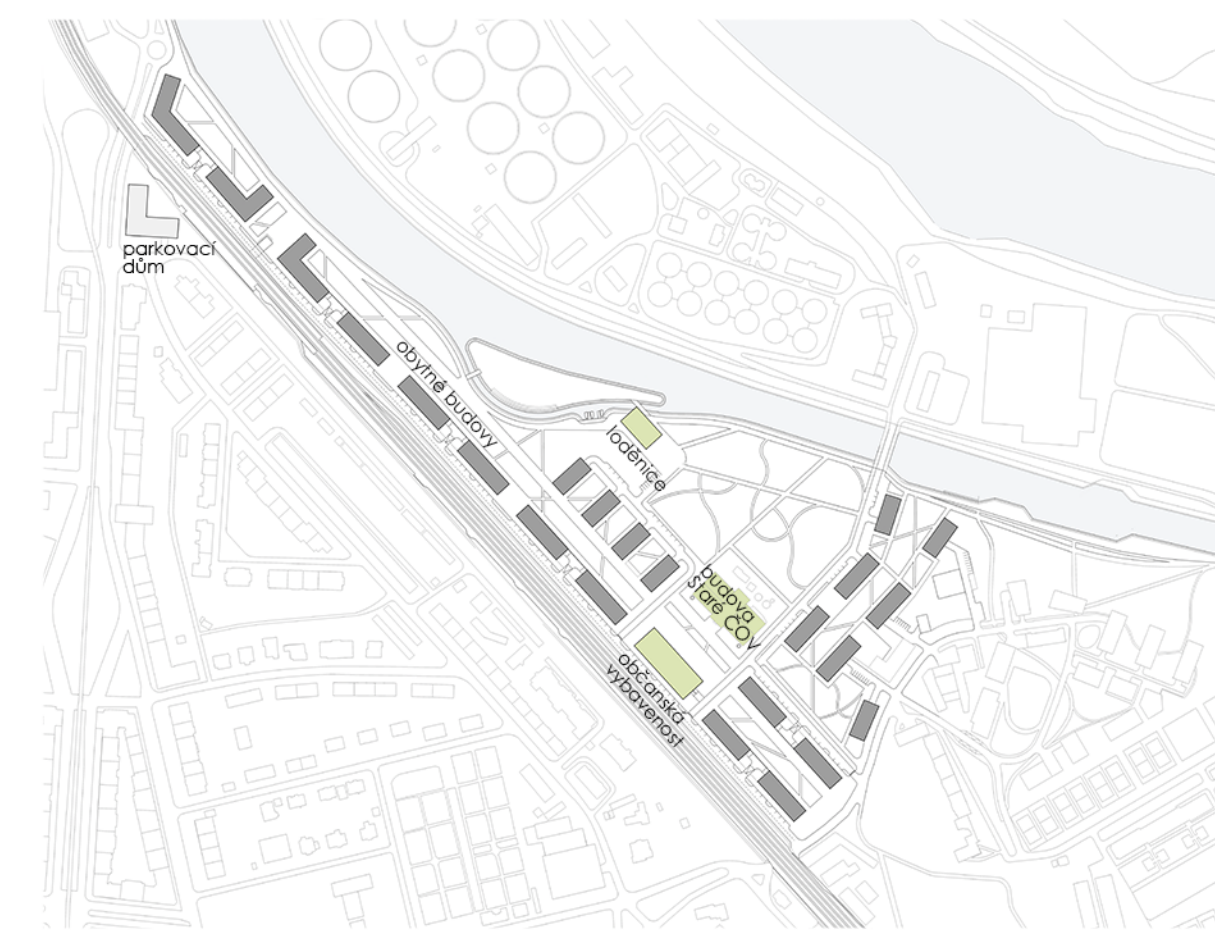 parkovací
dům
obytné budovy
loděnice
budova
Staré ČOV
občanská
vybavenost